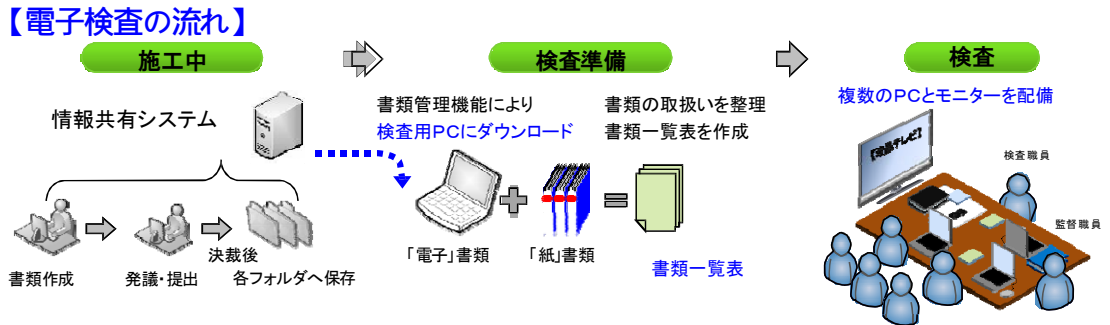 【電子検査の流れ】
施工中
検査準備
検査
情報共有システム
書類作成
発議・提出
決裁後
各フォルダへ保存
書類管理機能により
検査用PCにダウンロード
「電子」書類
「紙」書類
書類の取扱いを整理
書類一覧表を作成
書類一覧表
複数のPCとモニターを配備
【液晶テレビ】
検査職員
監督職員